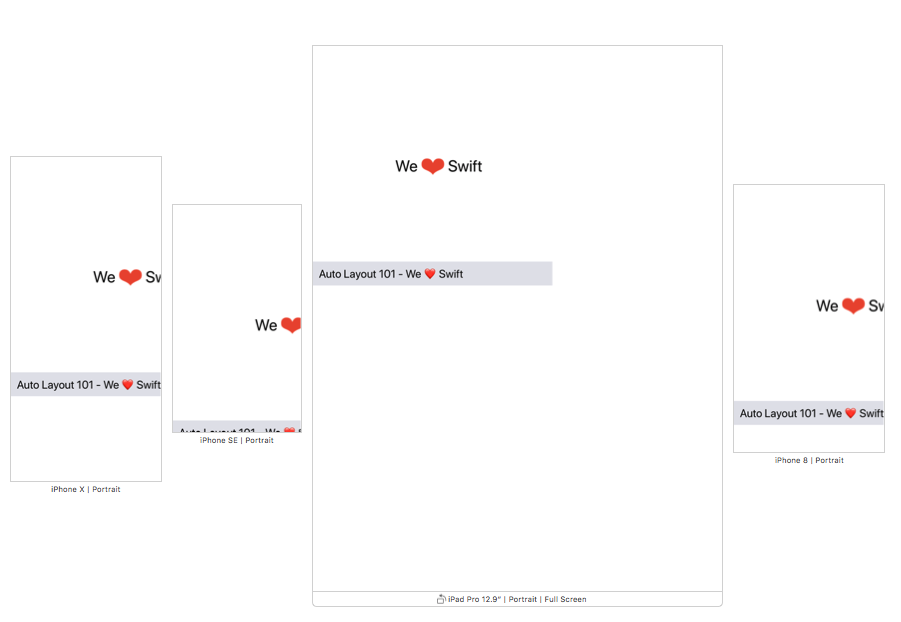 We ❤ Sw
Auto Layout 101 - We ❤ Swift
iPhone X | Portrait
We ❤
Auto Layout 101 - We ❤
iPhone SE | Portrait
We ❤ Swift
Auto Layout 101 - We ❤ Swift
iPad Pro 12.9" | Portrait | Full Screen
We ❤ Sw
Auto Layout 101 - We ❤ Swift
iPhone 8 | Portrait